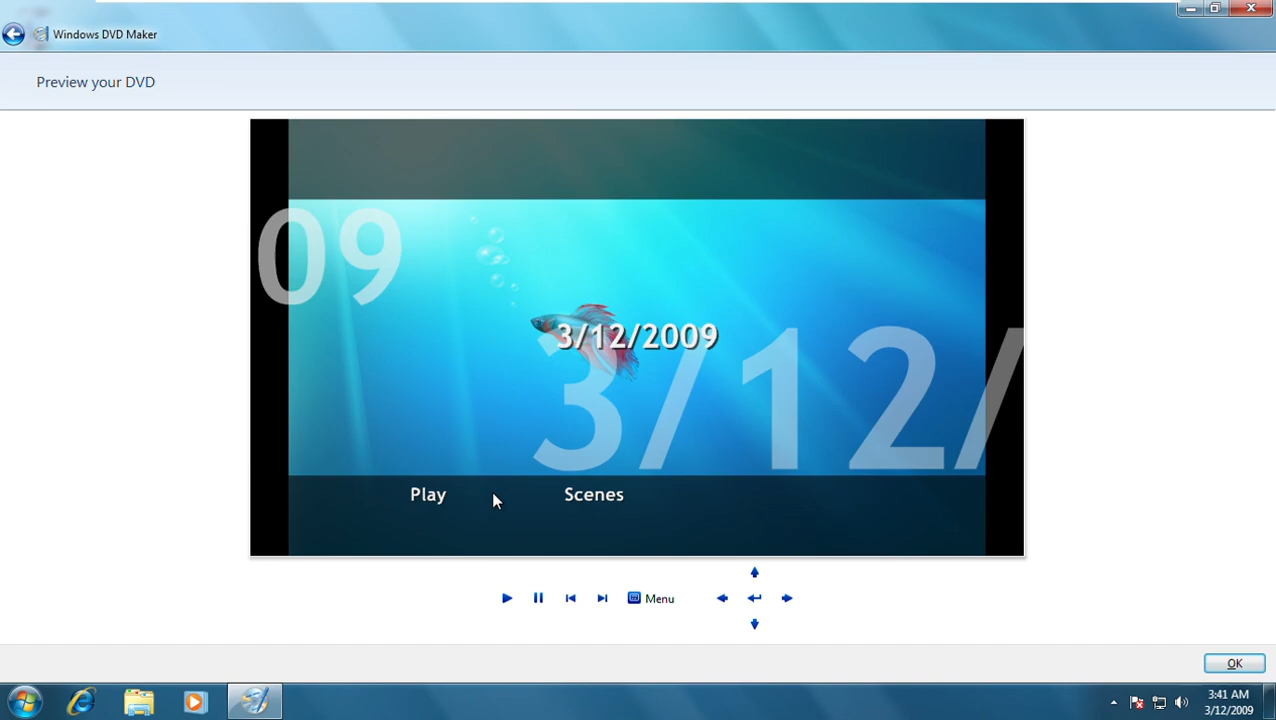 Windows DVD Maker
Preview your DVD
09
3/12/2009
3/12/
Play
Scenes
Menu
OK
3:41 AM
3/12/2009